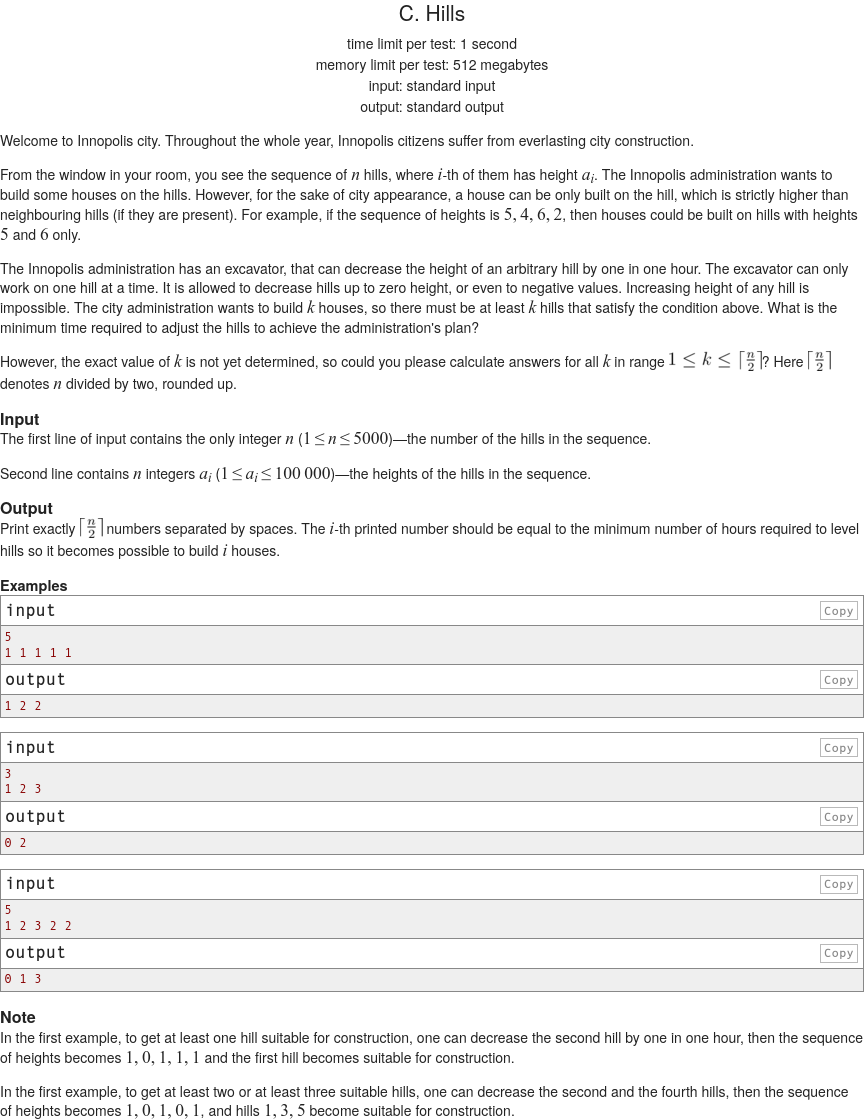 C. Hills
time limit per test: 1 second
memory limit per test: 512 megabytes
input: standard input
output: standard output
Welcome to Innopolis city. Throughout the whole year, Innopolis citizens suffer from everlasting city construction.
From the window in your room, you see the sequence of n hills, where i-th of them has height a_i. The Innopolis administration wants to
build some houses on the hills. However, for the sake of city appearance, a house can be only built on the hill, which is strictly higher than
neighbouring hills (if they are present). For example, if the sequence of heights is 5, 4, 6, 2, then houses could be built on hills with heights
5 and 6 only.
The Innopolis administration has an excavator, that can decrease the height of an arbitrary hill by one in one hour. The excavator can only
work on one hill at a time. It is allowed to decrease hills up to zero height, or even to negative values. Increasing height of any hill is
impossible. The city administration wants to build k houses, so there must be at least k hills that satisfy the condition above. What is the
minimum time required to adjust the hills to achieve the administration's plan?
However, the exact value of k is not yet determined, so could you please calculate answers for all k in range 1 ≤ k ≤ ⌈n/2⌉? Here ⌈n/2⌉
denotes n divided by two, rounded up.
Input
The first line of input contains the only integer n (1 ≤ n ≤ 5000)—the number of the hills in the sequence.
Second line contains n integers a_i (1 ≤ a_i ≤ 100 000)—the heights of the hills in the sequence.
Output
Print exactly ⌈n/2⌉ numbers separated by spaces. The i-th printed number should be equal to the minimum number of hours required to level
hills so it becomes possible to build i houses.
Examples
input Copy
5
1 1 1 1 1
output Copy
1 2 2
input Copy
3
1 2 3
output Copy
0 2
input Copy
5
1 2 3 2 2
output Copy
0 1 3
Note
In the first example, to get at least one hill suitable for construction, one can decrease the second hill by one in one hour, then the sequence
of heights becomes 1, 0, 1, 1, 1 and the first hill becomes suitable for construction.
In the first example, to get at least two or at least three suitable hills, one can decrease the second and the fourth hills, then the sequence
of heights becomes 1, 0, 1, 0, 1, and hills 1, 3, 5 become suitable for construction.